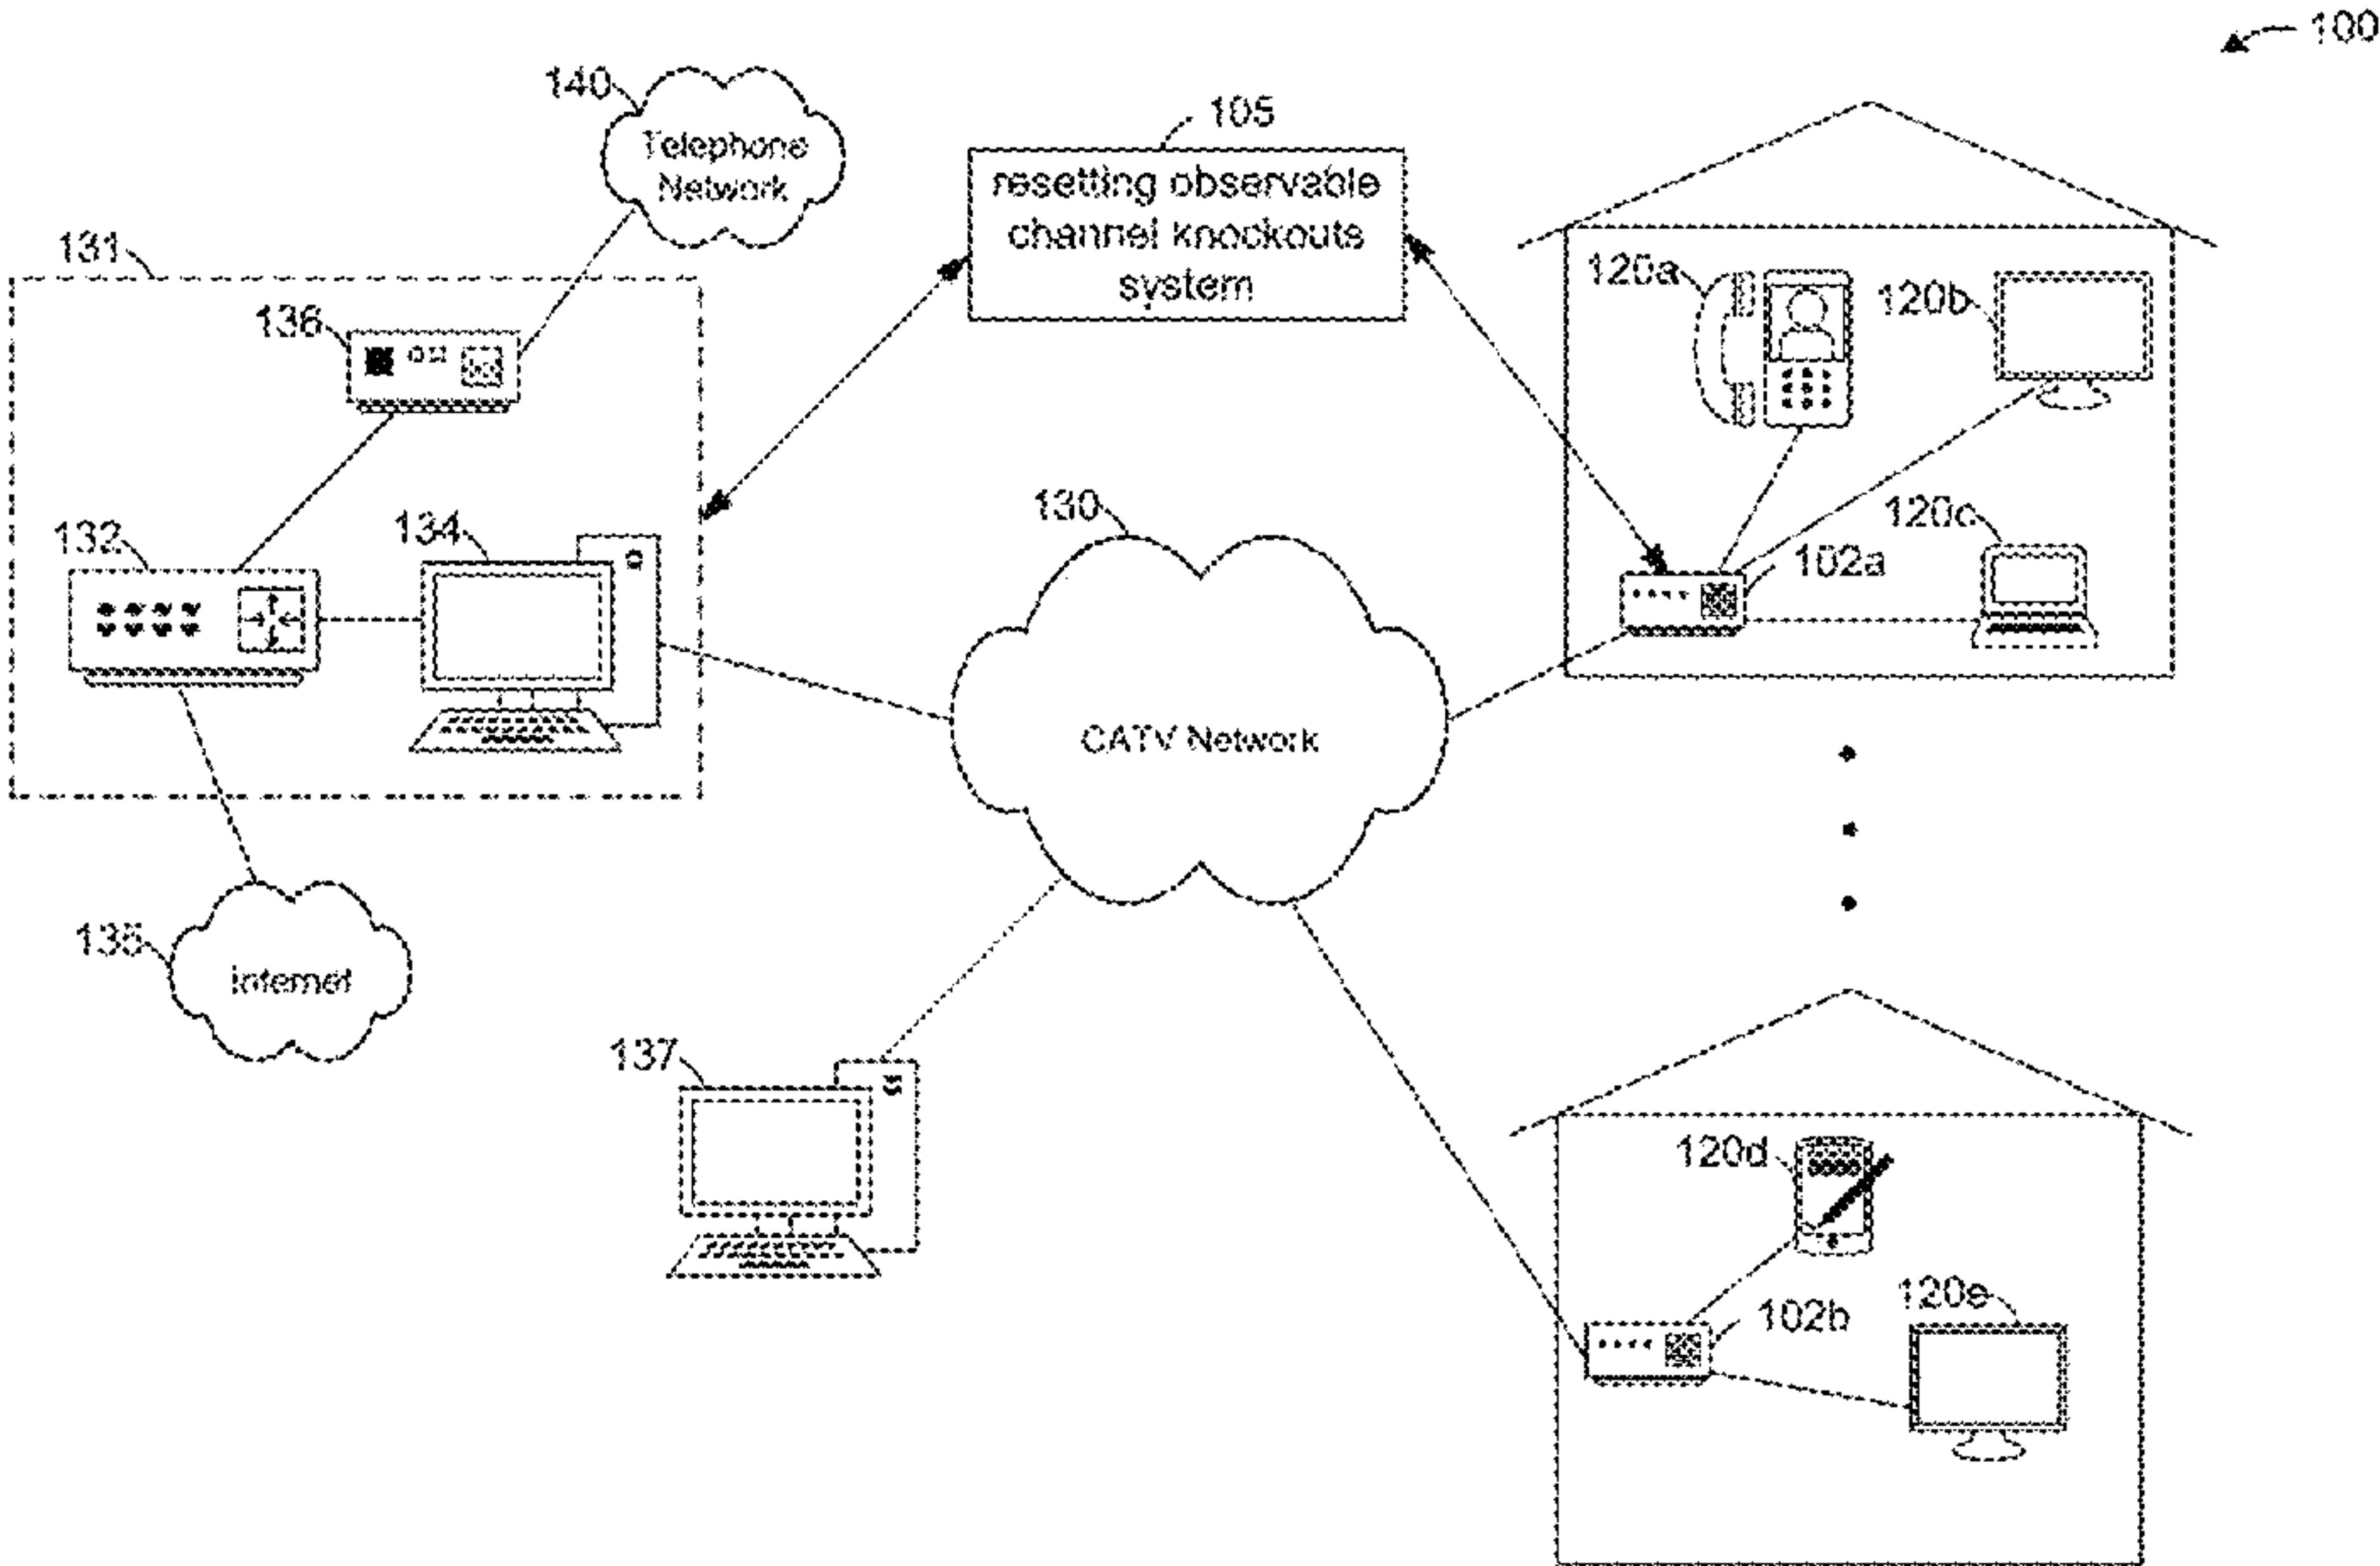 100
140
Telephone
Network
105
resetting observable
channel knockouts
system
131
136
120a
120b
132
134
130
120c
102a
CATV Network
135
Internet
137
120d
120e
102b